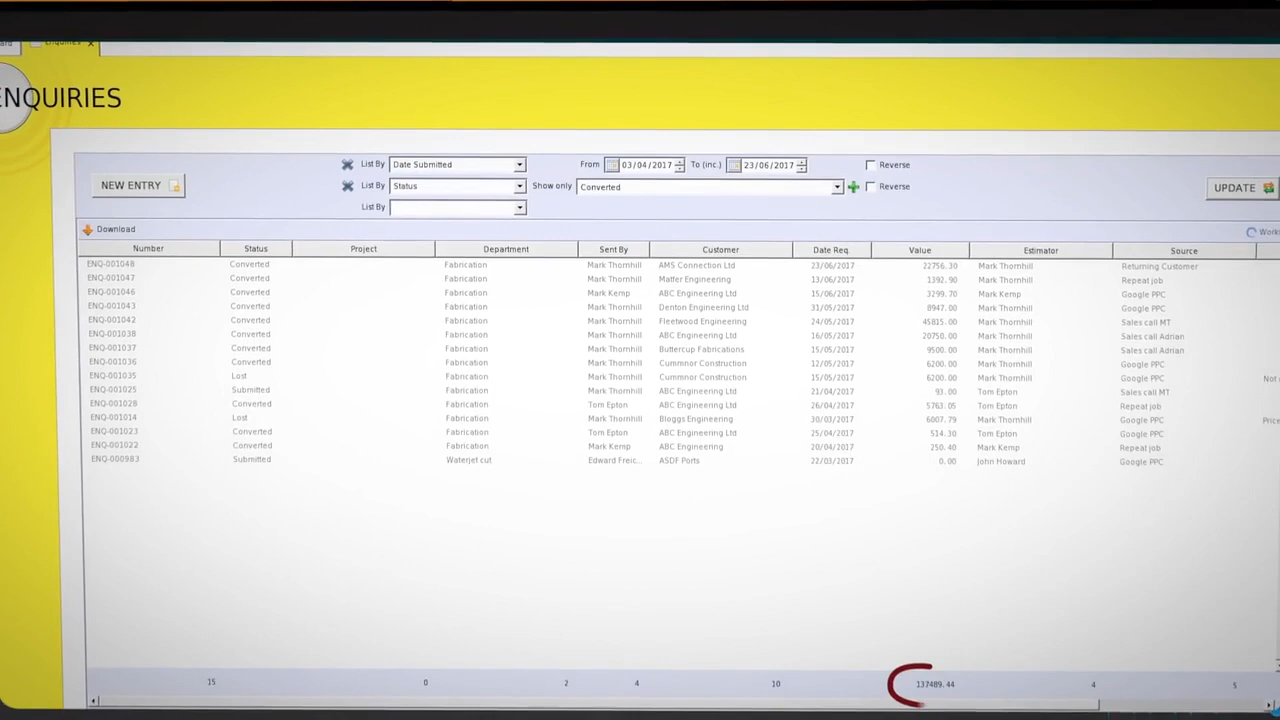 Enquiries x
ENQUIRIES
List By Date Submitted From 03/04/2017 To (inc.) 23/06/2017 Reverse
NEW ENTRY List By Status Show only Converted Reverse UPDATE
List By
Download
Number Status Project Department Sent By Customer Date Req. Value Estimator Source
ENQ-001048 Converted Fabrication Mark Thornhill AMS Connection Ltd 23/06/2017 22756.30 Mark Thornhill Returning Customer
ENQ-001047 Converted Fabrication Mark Thornhill Matfer Engineering 13/06/2017 1392.90 Mark Thornhill Repeat job
ENQ-001046 Converted Fabrication Mark Kemp ABC Engineering Ltd 15/06/2017 3299.70 Mark Kemp Google PPC
ENQ-001043 Converted Fabrication Mark Thornhill Denton Engineering Ltd 31/05/2017 8947.00 Mark Thornhill Google PPC
ENQ-001042 Converted Fabrication Mark Thornhill Fleetwood Engineering 24/05/2017 45815.00 Mark Thornhill Sales call MT
ENQ-001038 Converted Fabrication Mark Thornhill ABC Engineering Ltd 16/05/2017 20750.00 Mark Thornhill Sales call Adrian
ENQ-001037 Converted Fabrication Mark Thornhill Buttercup Fabrications 15/05/2017 9500.00 Mark Thornhill Sales call Adrian
ENQ-001036 Converted Fabrication Mark Thornhill Cummnor Construction 12/05/2017 6200.00 Mark Thornhill Google PPC
ENQ-001035 Lost Fabrication Mark Thornhill Cummnor Construction 15/05/2017 6200.00 Mark Thornhill Google PPC Not
ENQ-001025 Submitted Fabrication Mark Thornhill ABC Engineering Ltd 21/04/2017 93.00 Tom Epton Sales call MT
ENQ-001028 Converted Fabrication Tom Epton ABC Engineering Ltd 26/04/2017 5763.05 Tom Epton Repeat job
ENQ-001014 Lost Fabrication Mark Thornhill Bloggs Engineering 30/03/2017 6007.79 Mark Thornhill Google PPC Price
ENQ-001023 Converted Fabrication Tom Epton ABC Engineering Ltd 25/04/2017 514.30 Tom Epton Google PPC
ENQ-001022 Converted Fabrication Mark Kemp ABC Engineering 20/04/2017 250.40 Mark Kemp Repeat job
ENQ-000983 Submitted Waterjet cut Edward Freic... ASDF Ports 22/03/2017 0.00 John Howard Google PPC
15 0 2 4 10 137489.44 4 5